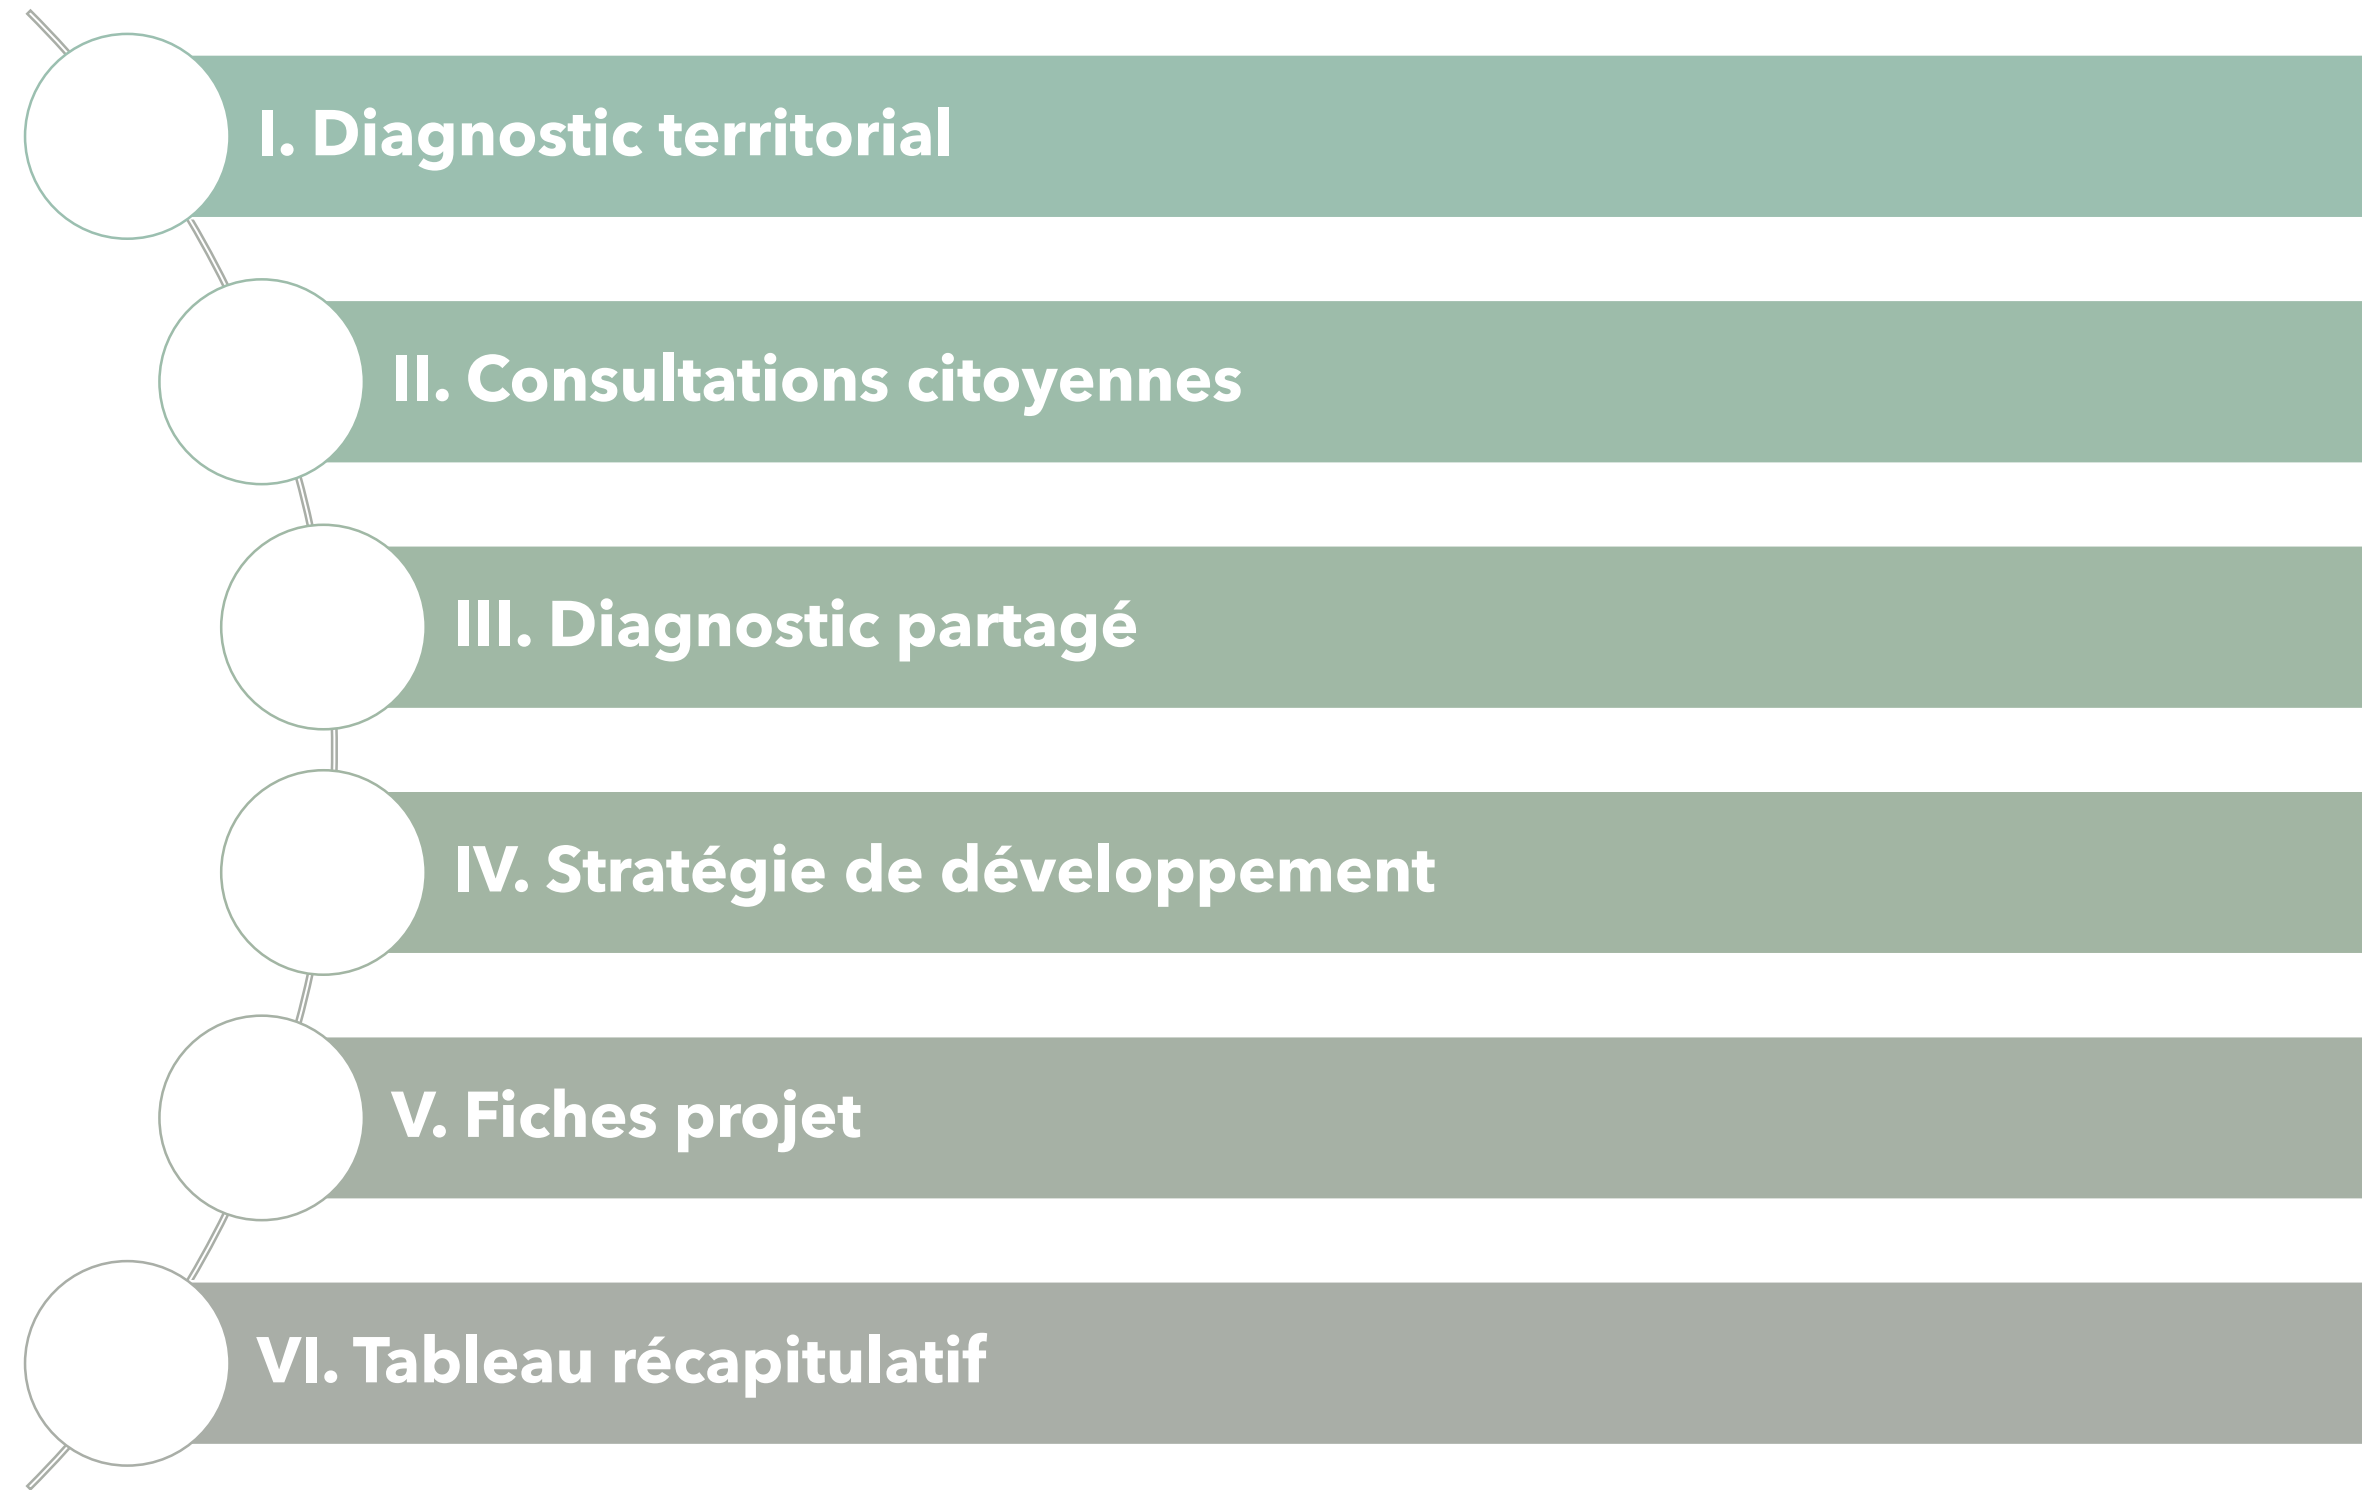 I. Diagnostic territorial
II. Consultations citoyennes
III. Diagnostic partagé
IV. Stratégie de développement
V. Fiches projet
VI. Tableau récapitulatif